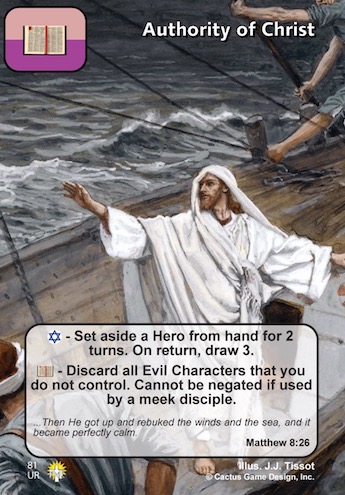 Authority of Christ
- Set aside a Hero from hand for 2
turns. On return, draw 3.
- Discard all Evil Characters that you
do not control. Cannot be negated if used
by a meek disciple.
...Then He got up and rebuked the winds and the sea, and it
became perfectly calm.
Matthew 8:26
81
UR
Illus. J.J. Tissot
© Cactus Game Design, Inc.